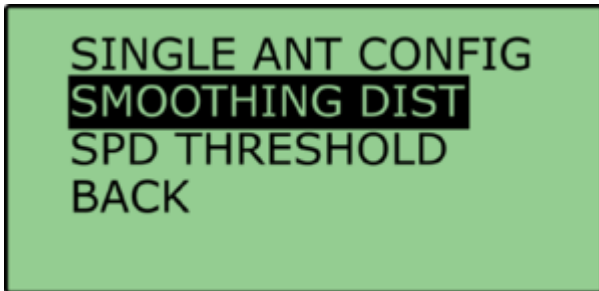 SINGLE ANT CONFIG
SMOOTHING DIST
SPD THRESHOLD
BACK